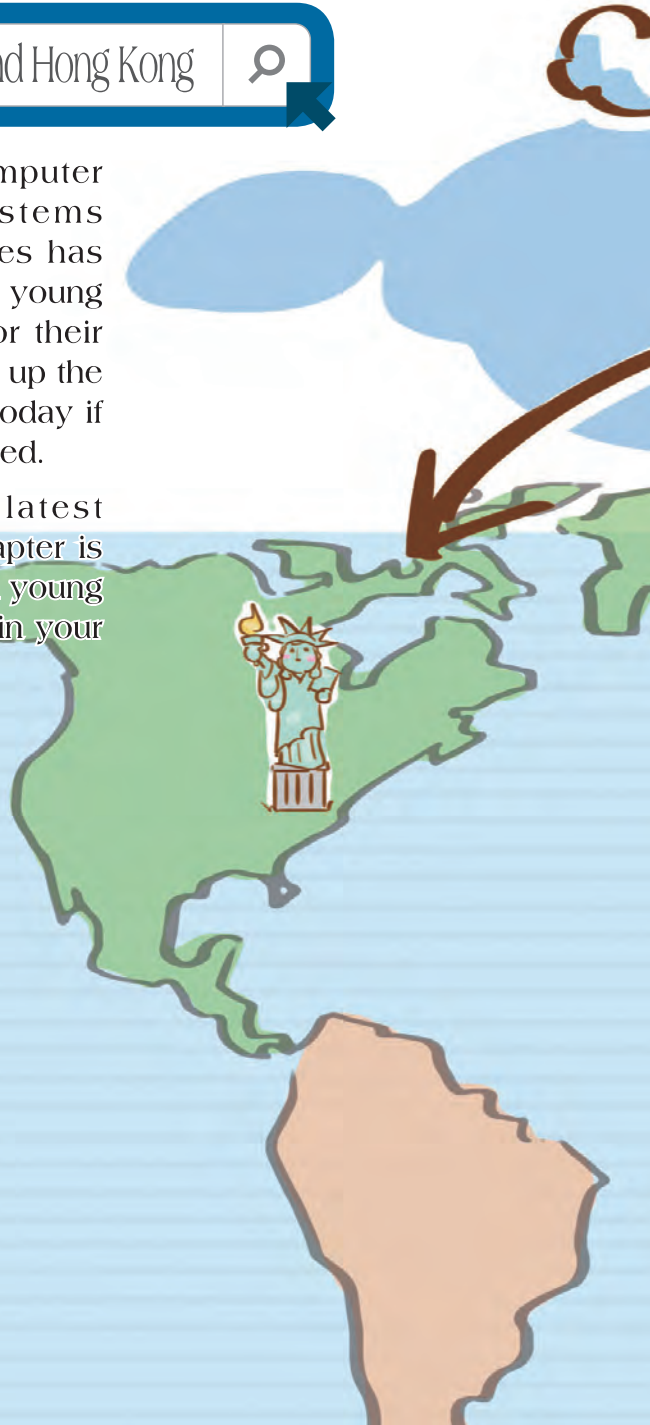 nd Hong Kong
mputer
stems
es has
young
or their
up the
oday if
ed.
latest
apter is
young
in your